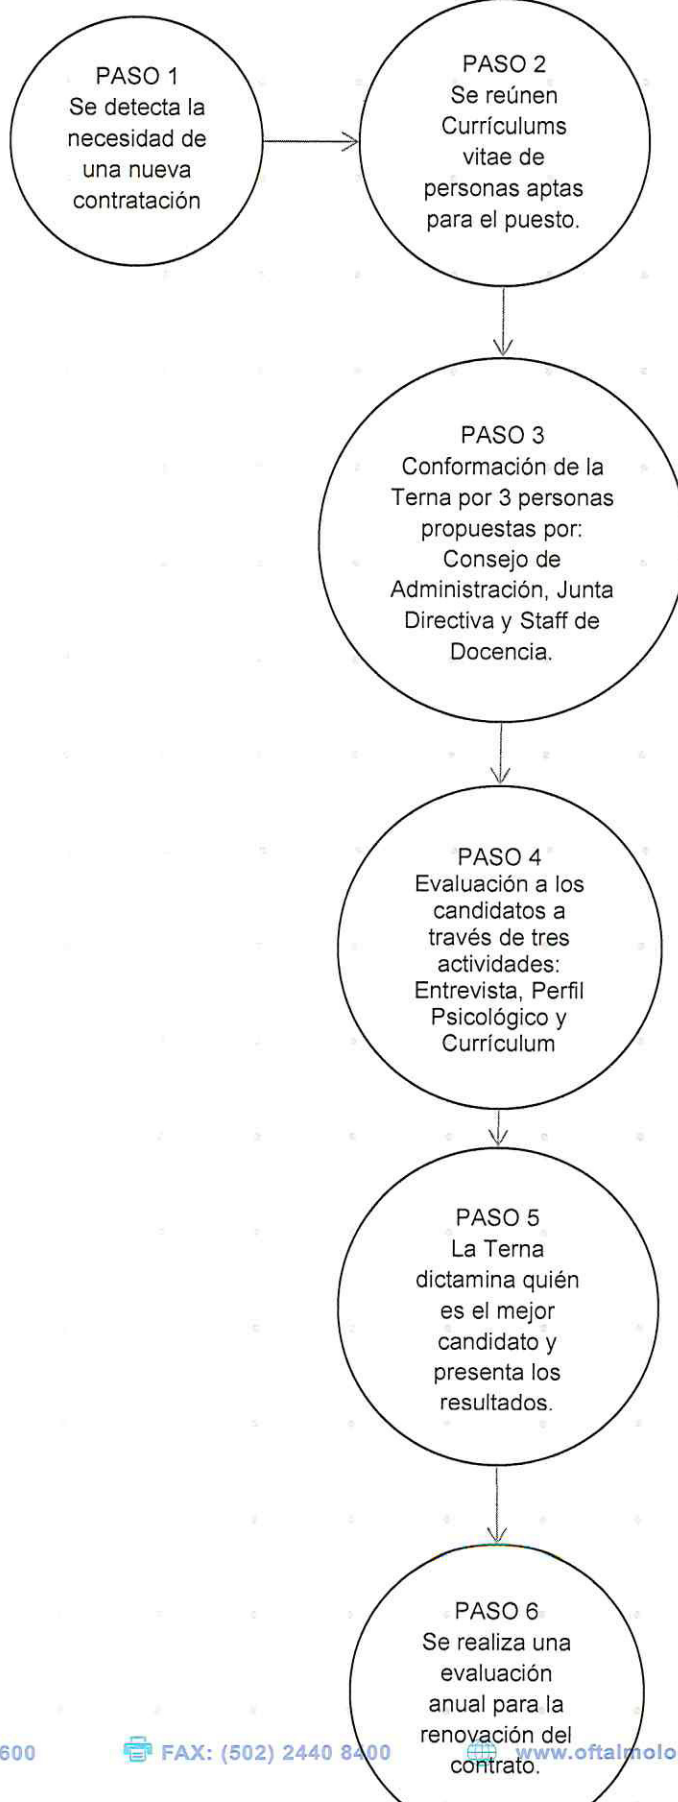 PASO 1
Se detecta la
necesidad de
una nueva
contratación
PASO 2
Se reúnen
Currículums
vitae de
personas aptas
para el puesto.
PASO 3
Conformación de la
Terna por 3 personas
propuestas por:
Consejo de
Administración, Junta
Directiva y Staff de
Docencia.
PASO 4
Evaluación a los
candidatos a
través de tres
actividades:
Entrevista, Perfil
Psicológico y
Currículum
PASO 5
La Terna
dictamina quién
es el mejor
candidato y
presenta los
resultados.
PASO 6
Se realiza una
evaluación
anual para la
renovación del
contrato.
600 FAX: (502) 2440 8400 www.oftalmolo